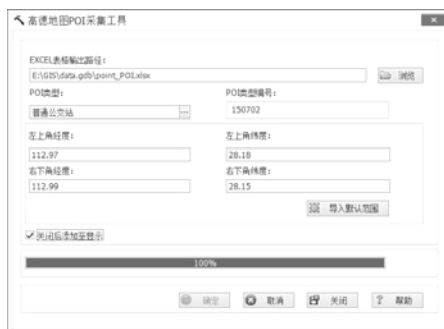 高德地图POI采集工具
EXCEL表格输出路径:
E:\GIS\data.gdb\point_POI.xlsx 浏览
POI类型: POI类型编号:
普通公交站 ... 150702
左上角经度: 左上角纬度:
112.97 28.18
右下角经度: 右下角纬度:
112.99 28.15
导入默认范围
关闭后添加至显示
100%
确定 取消 关闭 帮助